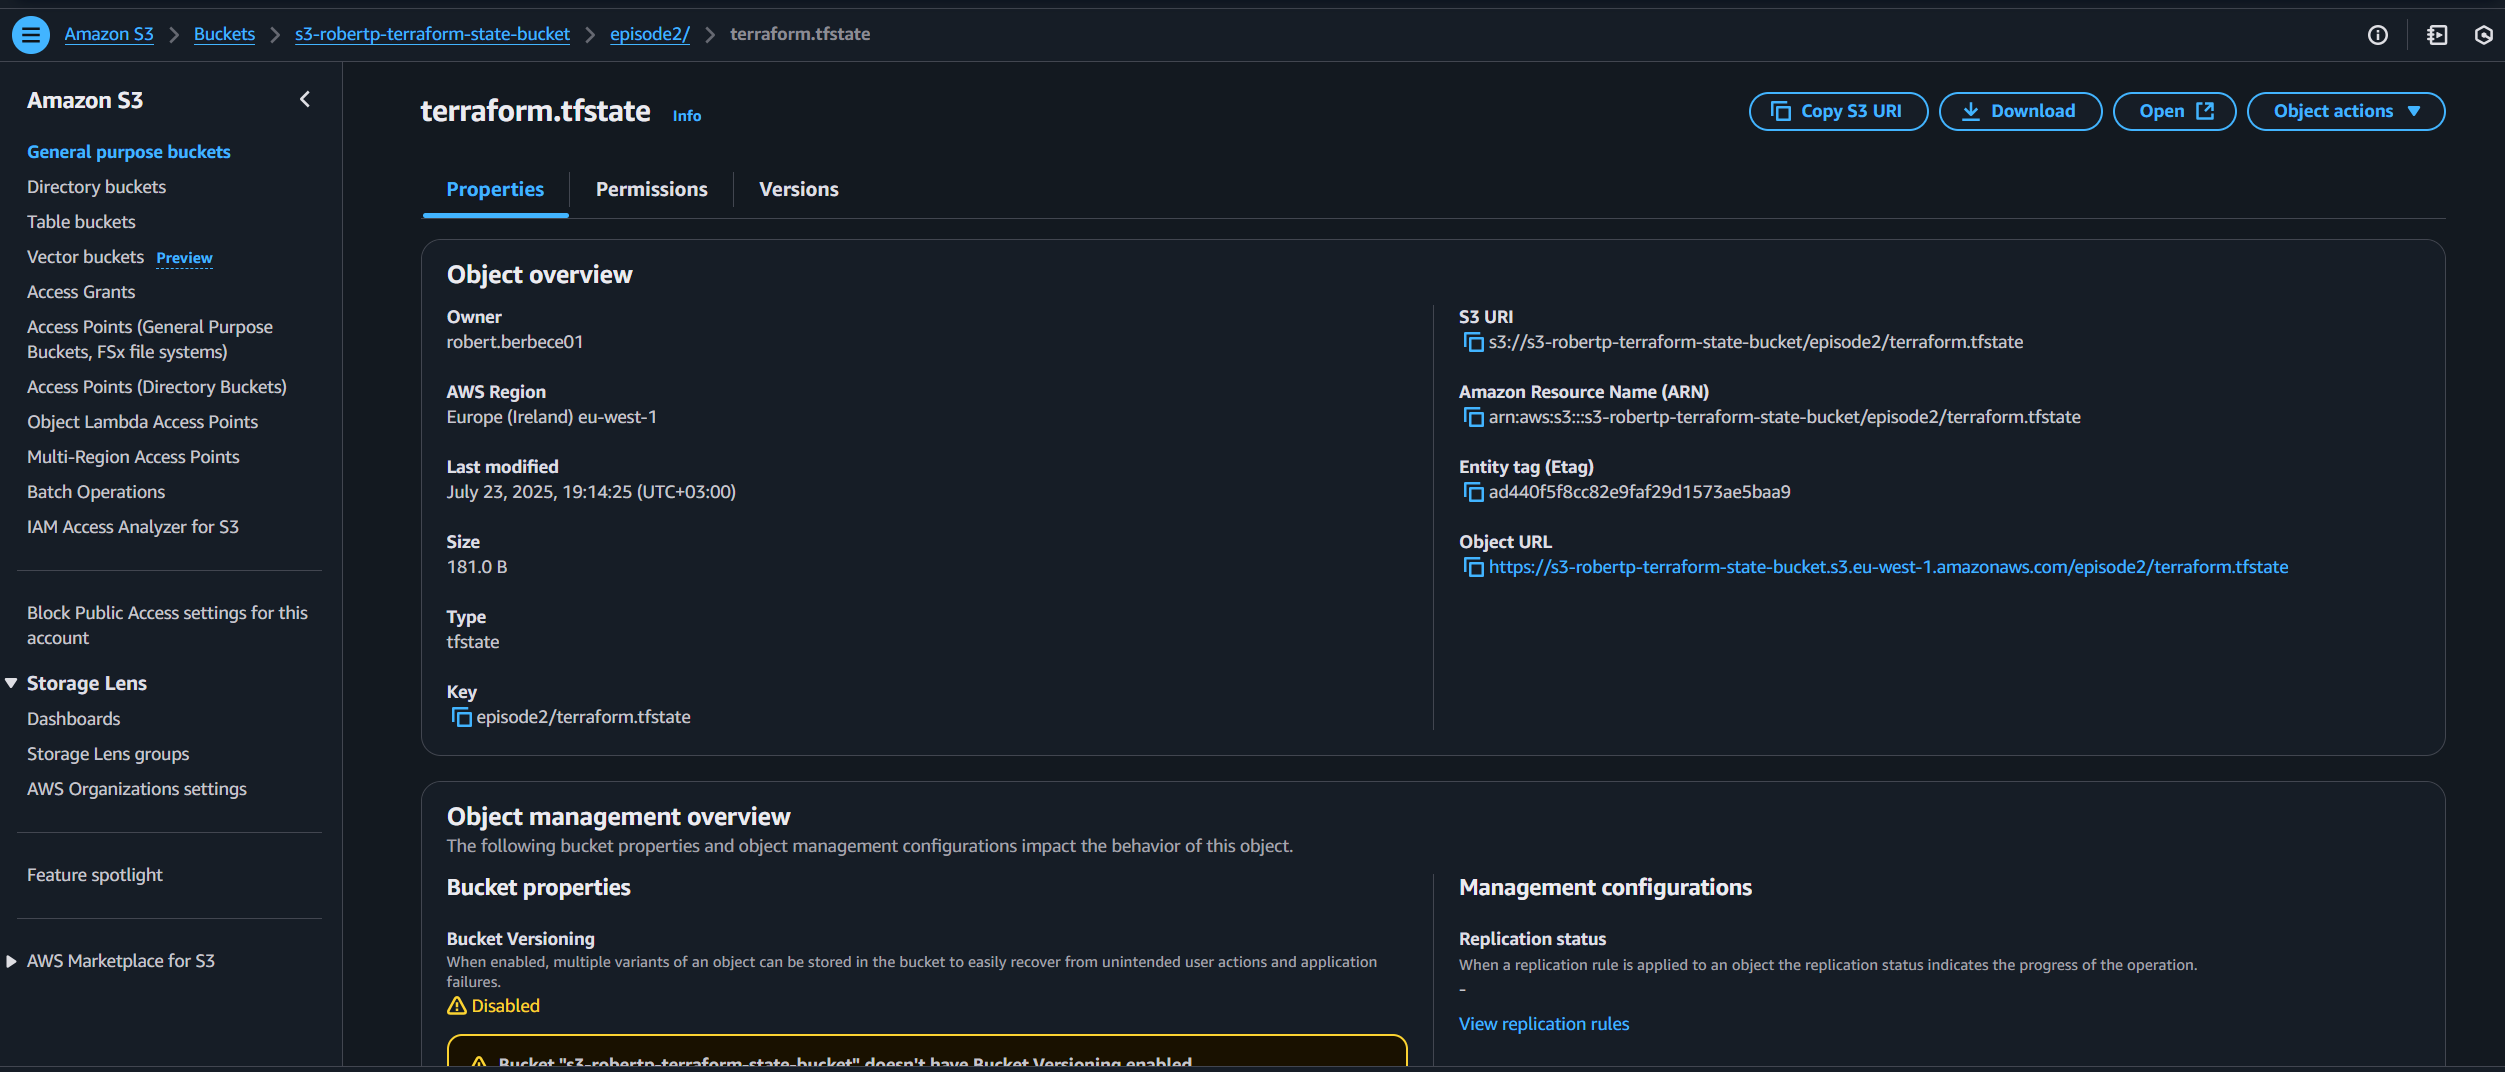 Amazon S3 > Buckets > s3-robertp-terraform-state-bucket > episode2/ > terraform.tfstate
Amazon S3
General purpose buckets
Directory buckets
Table buckets
Vector buckets Preview
Access Grants
Access Points (General Purpose
Buckets, FSx file systems)
Access Points (Directory Buckets)
Object Lambda Access Points
Multi-Region Access Points
Batch Operations
IAM Access Analyzer for S3
Block Public Access settings for this
account
Storage Lens
Dashboards
Storage Lens groups
AWS Organizations settings
Feature spotlight
AWS Marketplace for S3
terraform.tfstate Info
Copy S3 URI
Download
Open
Object actions
Properties
Permissions
Versions
Object overview
Owner
robert.berbece01
AWS Region
Europe (Ireland) eu-west-1
Last modified
July 23, 2025, 19:14:25 (UTC+03:00)
Size
181.0 B
Type
tfstate
Key
episode2/terraform.tfstate
S3 URI
s3://s3-robertp-terraform-state-bucket/episode2/terraform.tfstate
Amazon Resource Name (ARN)
arn:aws:s3:::s3-robertp-terraform-state-bucket/episode2/terraform.tfstate
Entity tag (Etag)
ad440f5f8cc82e9faf29d1573ae5baa9
Object URL
https://s3-robertp-terraform-state-bucket.s3.eu-west-1.amazonaws.com/episode2/terraform.tfstate
Object management overview
The following bucket properties and object management configurations impact the behavior of this object.
Bucket properties
Bucket Versioning
When enabled, multiple variants of an object can be stored in the bucket to easily recover from unintended user actions and application
failures.
Disabled
Bucket "s3-robertp-terraform-state-bucket" doesn't have Bucket Versioning enabled
Management configurations
Replication status
When a replication rule is applied to an object the replication status indicates the progress of the operation.
-
View replication rules